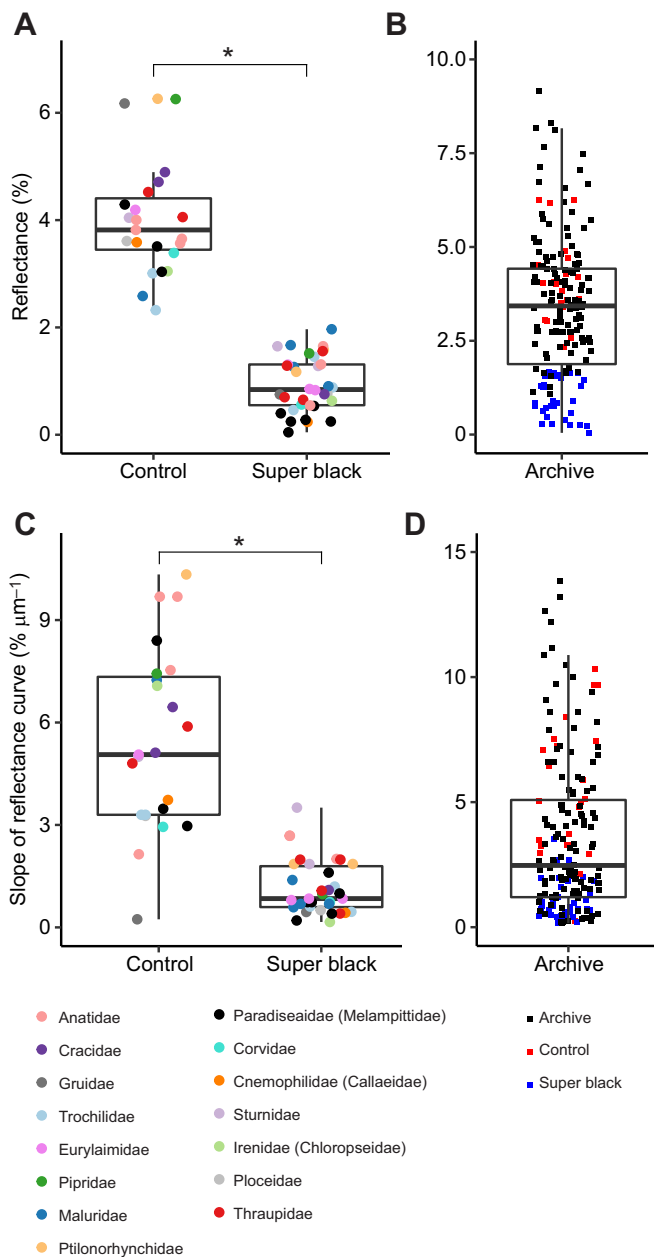 A
B
*
Reflectance (%)
6
4
2
0
Control
Super black
10.0
7.5
5.0
2.5
0
Archive
C
D
*
Slope of reflectance curve (% μm−1)
9
6
3
0
Control
Super black
15
10
5
0
Archive
Anatidae
Cracidae
Gruidae
Trochilidae
Eurylaimidae
Pipridae
Maluridae
Ptilonorhynchidae
Paradiseaidae (Melampittidae)
Corvidae
Cnemophilidae (Callaeidae)
Sturnidae
Irenidae (Chloropseidae)
Ploceidae
Thraupidae
Archive
Control
Super black